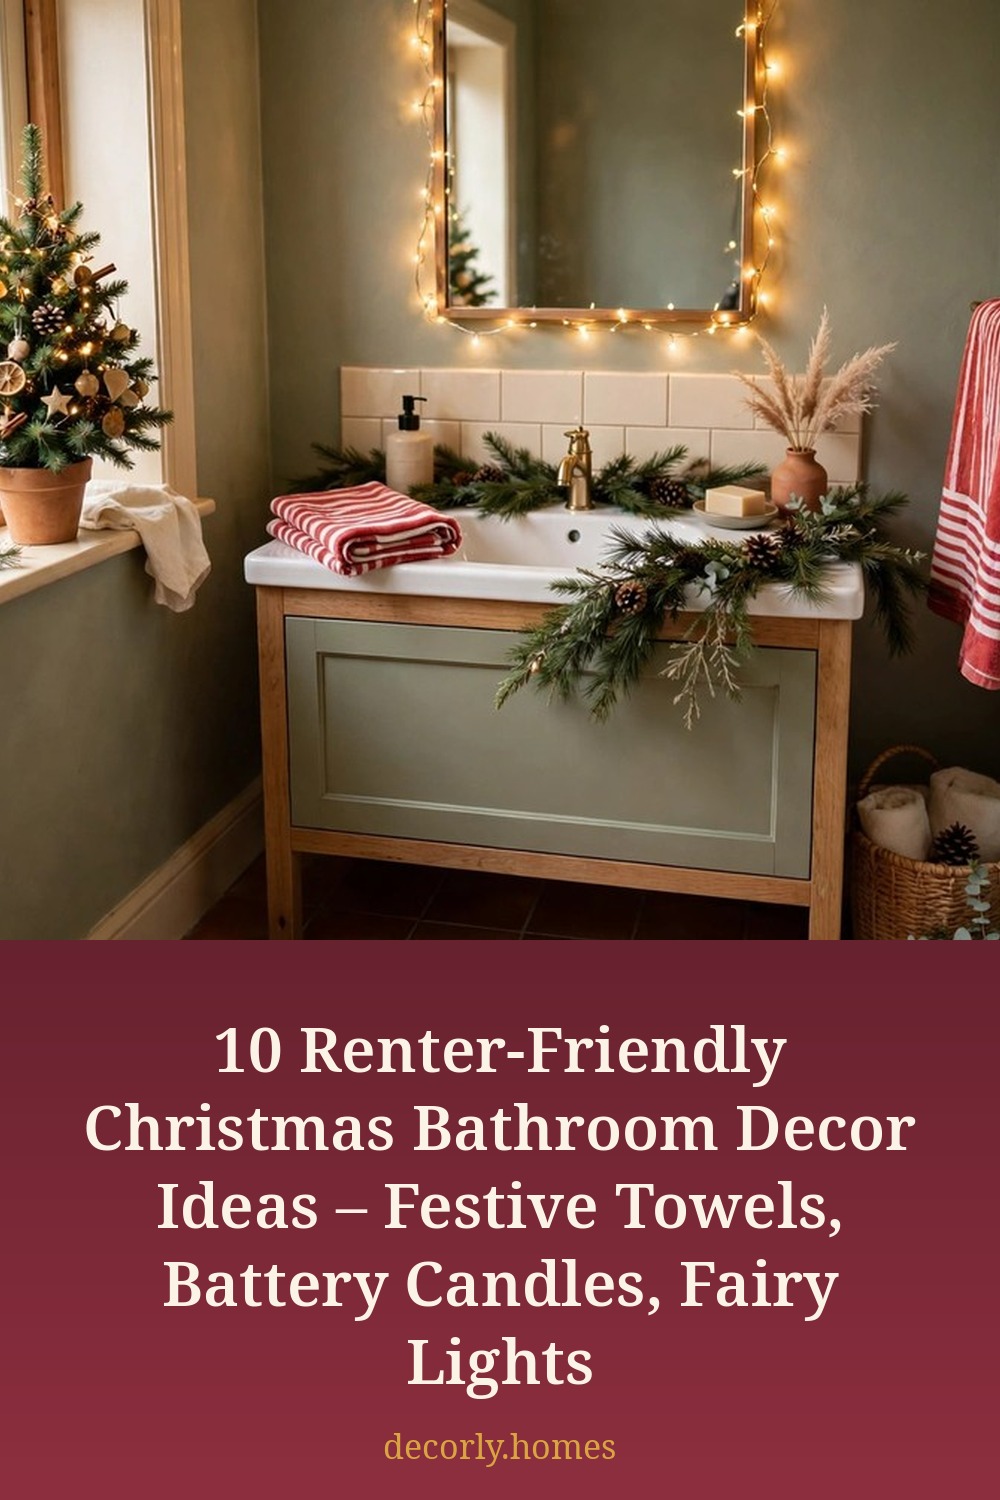 10 Renter-Friendly
Christmas Bathroom Decor
Ideas – Festive Towels,
Battery Candles, Fairy
Lights
decorly.homes